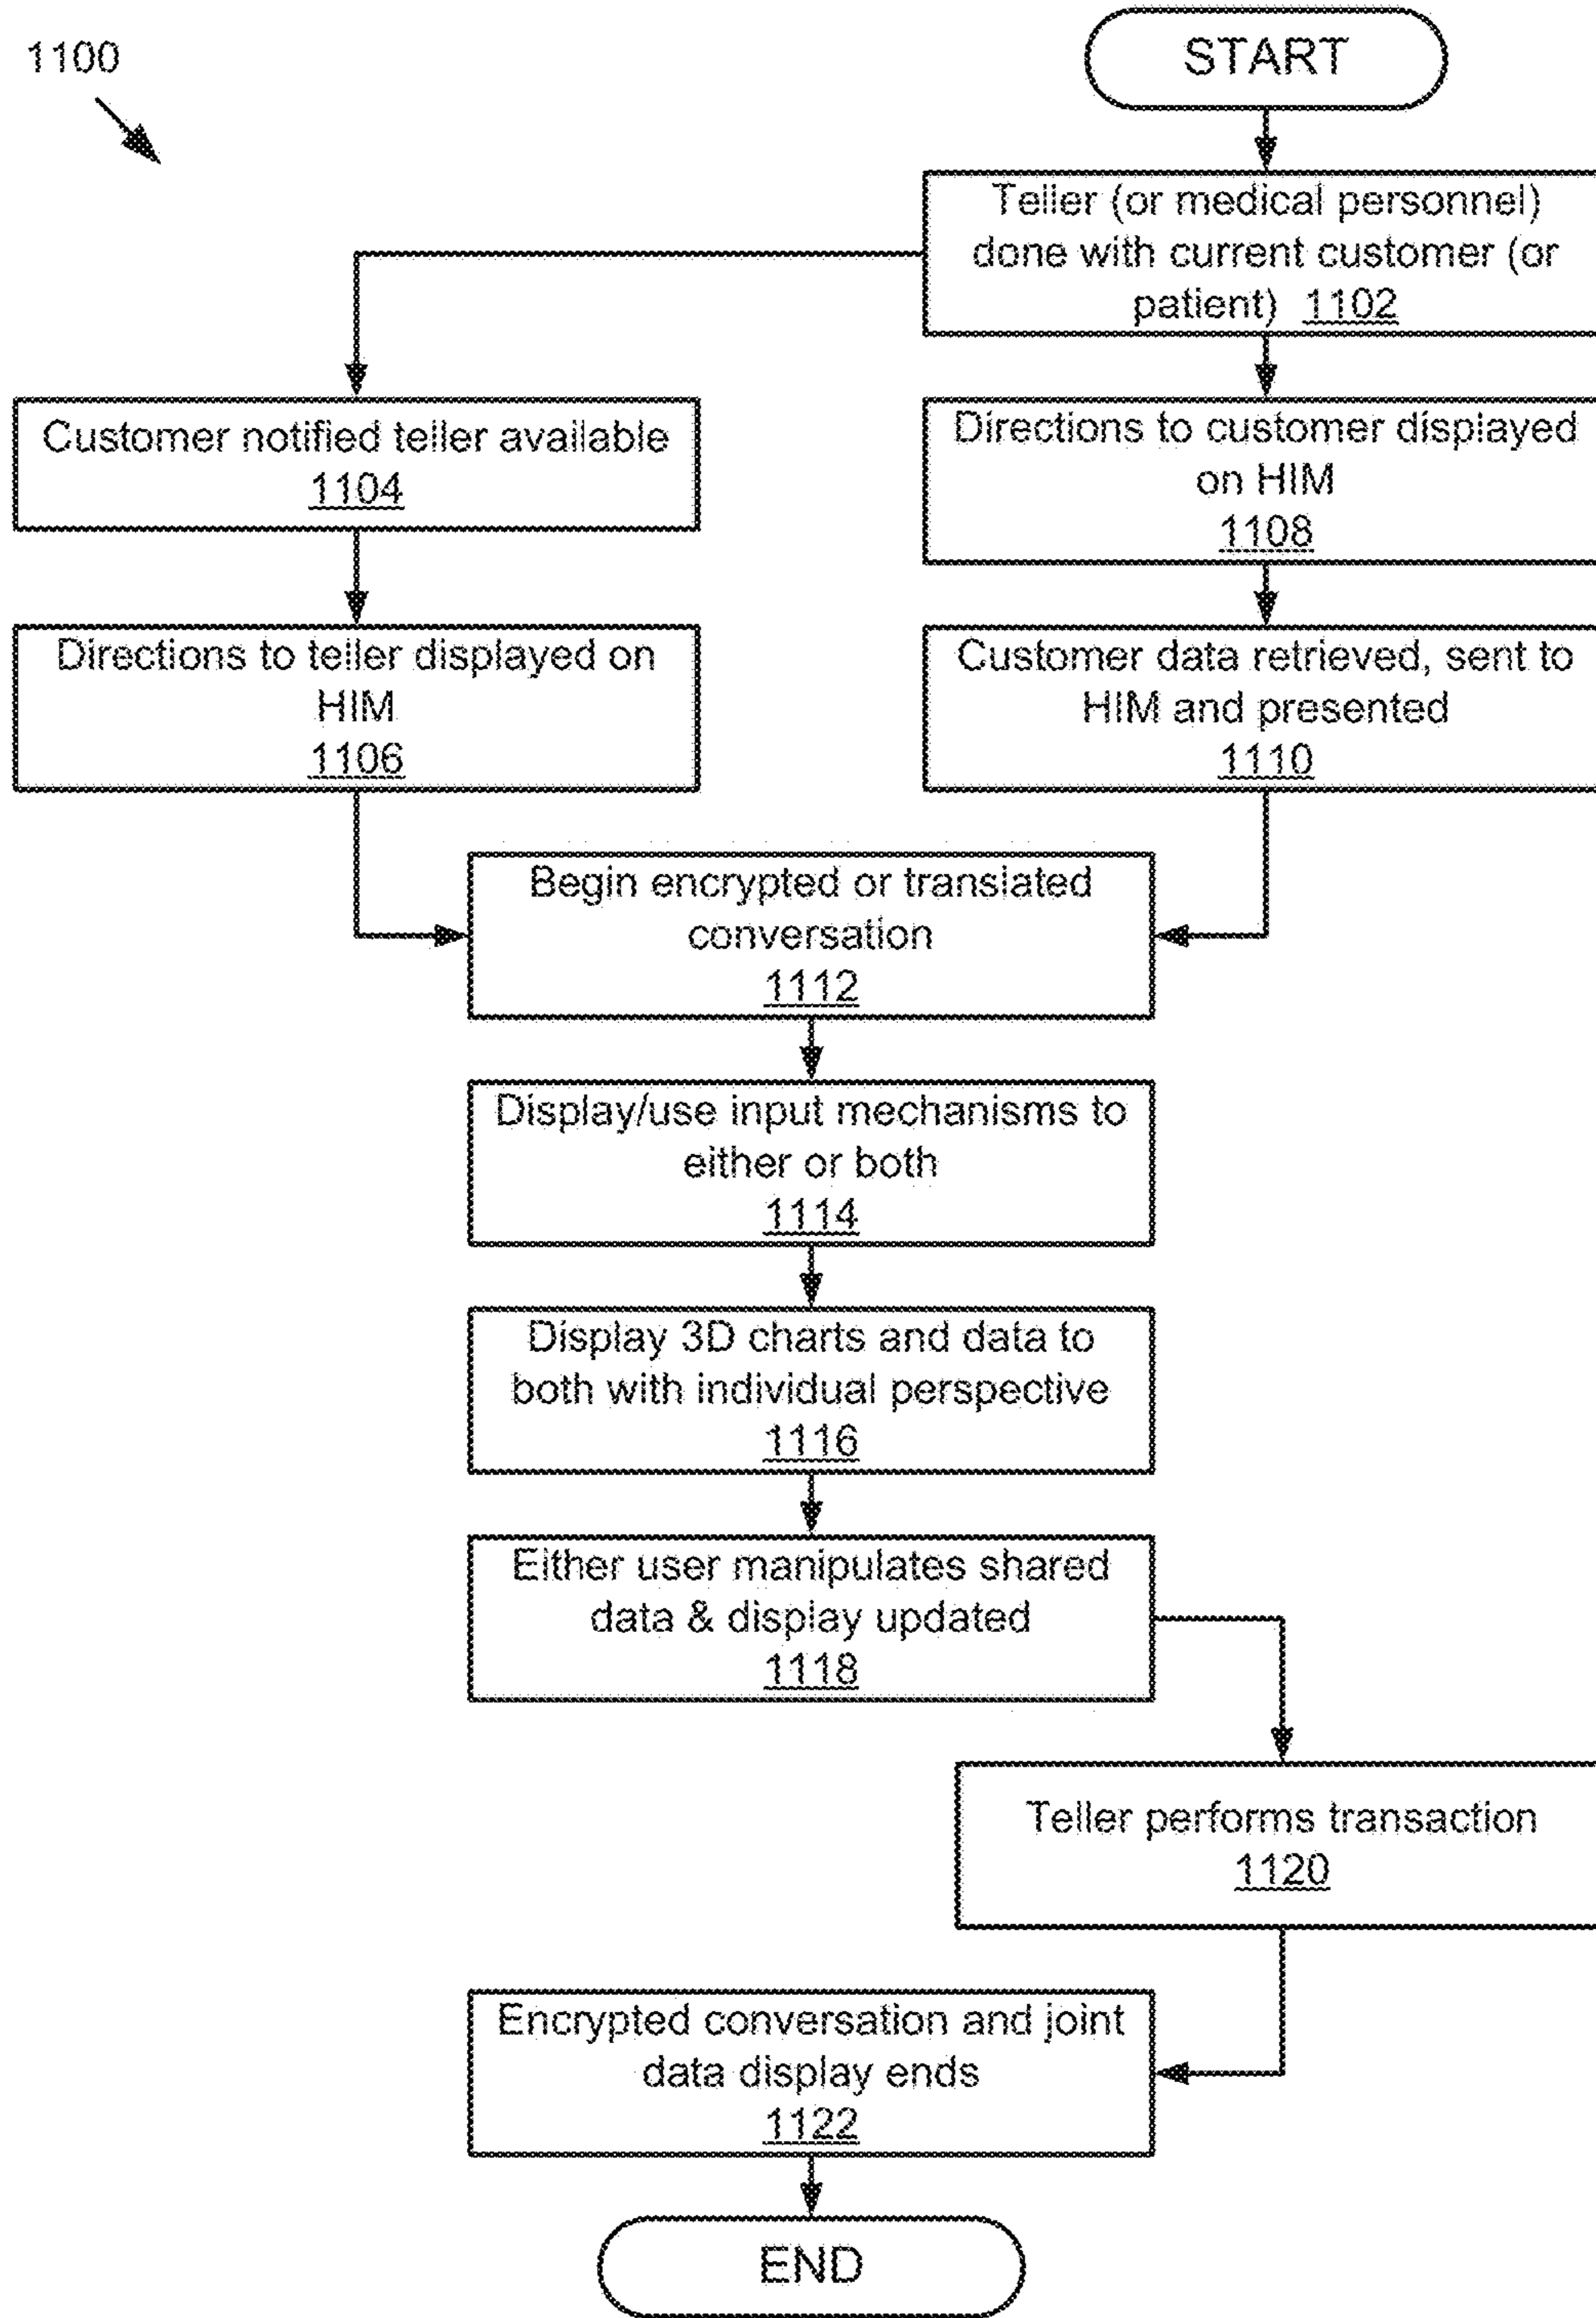 1100
START
Teller (or medical personnel)
done with current customer (or
patient) 1102
Customer notified teller available
1104
Directions to customer displayed
on HIM
1108
Directions to teller displayed on
HIM
1106
Customer data retrieved, sent to
HIM and presented
1110
Begin encrypted or translated
conversation
1112
Display/use input mechanisms to
either or both
1114
Display 3D charts and data to
both with individual perspective
1116
Either user manipulates shared
data & display updated
1118
Teller performs transaction
1120
Encrypted conversation and joint
data display ends
1122
END